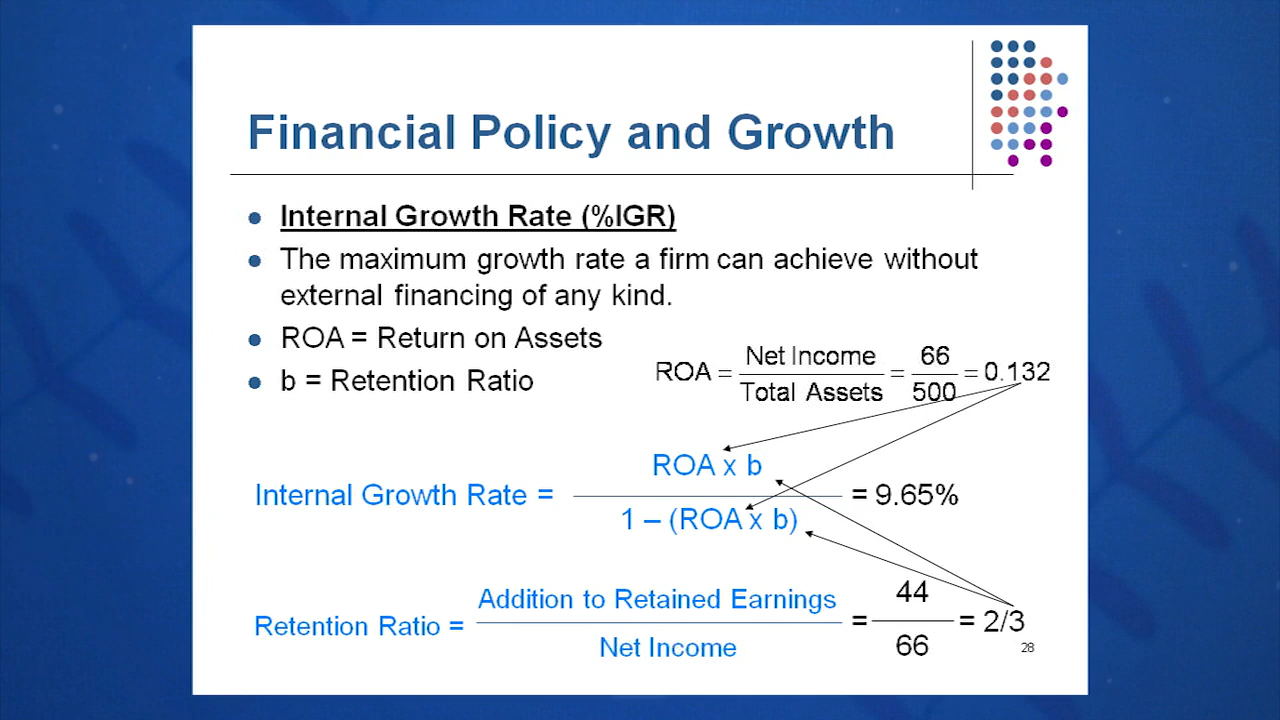 Financial Policy and Growth
Internal Growth Rate (%IGR)
The maximum growth rate a firm can achieve without
external financing of any kind.
ROA = Return on Assets
b = Retention Ratio
ROA = Net Income / Total Assets = 66 / 500 = 0.132
Internal Growth Rate = ROA x b / 1 – (ROA x b) = 9.65%
Retention Ratio = Addition to Retained Earnings / Net Income = 44 / 66 = 2/3
28